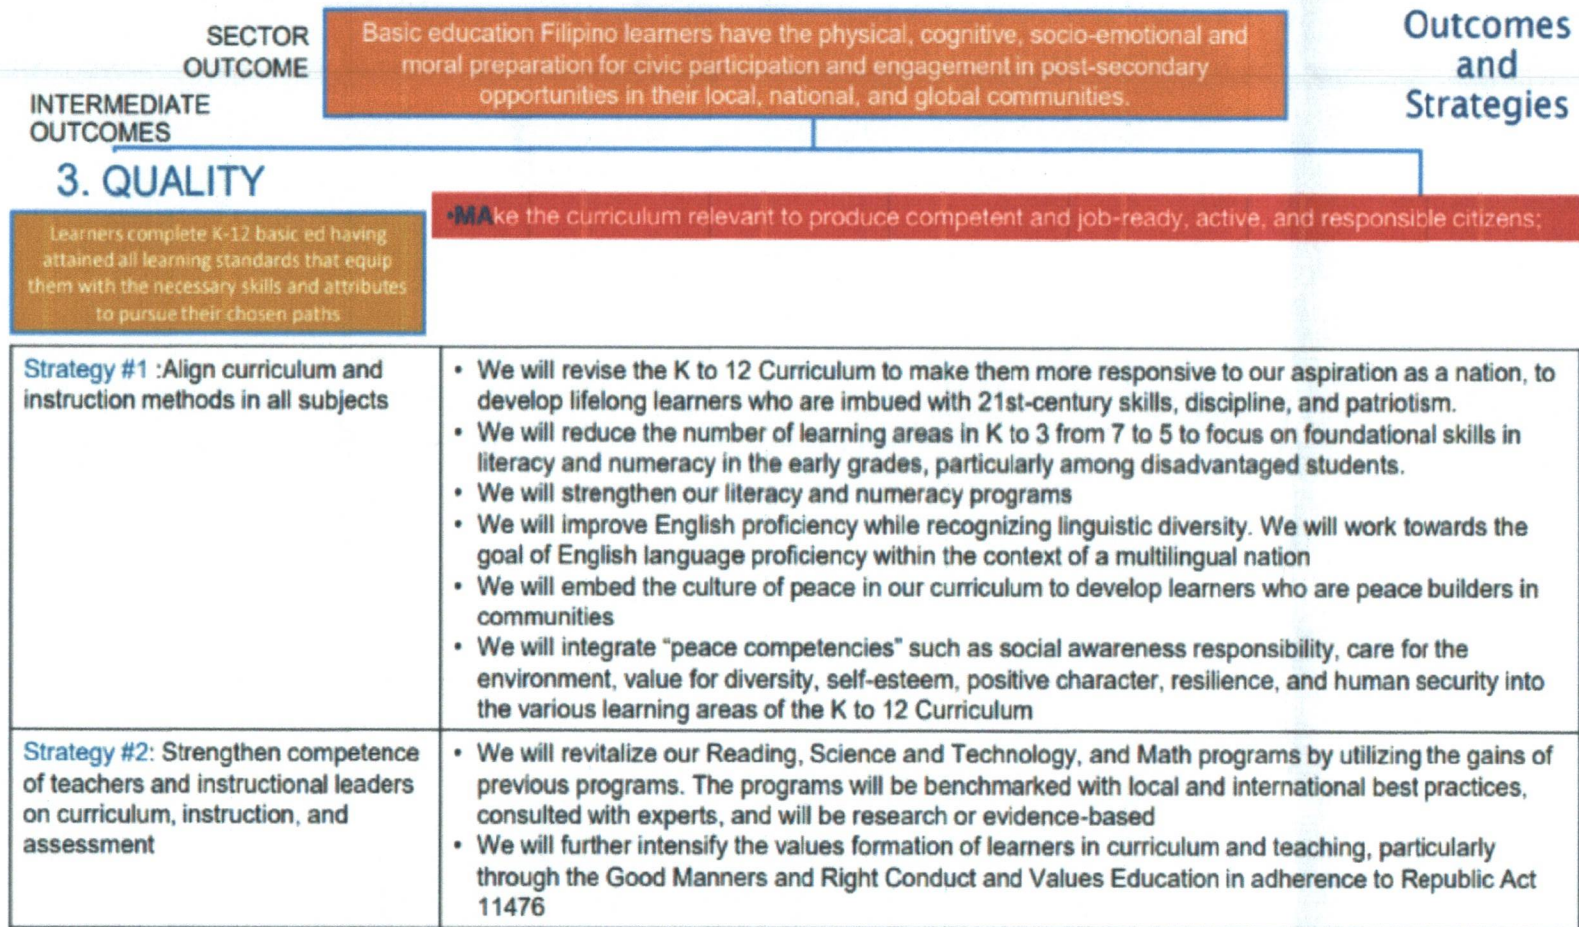 SECTOR
OUTCOME
Basic education Filipino learners have the physical, cognitive, socio-emotional and
moral preparation for civic participation and engagement in post-secondary
opportunities in their local, national, and global communities.
Outcomes
and
Strategies
INTERMEDIATE
OUTCOMES
3. QUALITY
Learners complete K-12 basic ed having
attained all learning standards that equip
them with the necessary skills and attributes
to pursue their chosen paths
•MAke the curriculum relevant to produce competent and job-ready, active, and responsible citizens;
Strategy #1 :Align curriculum and
instruction methods in all subjects
• We will revise the K to 12 Curriculum to make them more responsive to our aspiration as a nation, to
develop lifelong learners who are imbued with 21st-century skills, discipline, and patriotism.
• We will reduce the number of learning areas in K to 3 from 7 to 5 to focus on foundational skills in
literacy and numeracy in the early grades, particularly among disadvantaged students.
• We will strengthen our literacy and numeracy programs
• We will improve English proficiency while recognizing linguistic diversity. We will work towards the
goal of English language proficiency within the context of a multilingual nation
• We will embed the culture of peace in our curriculum to develop learners who are peace builders in
communities
• We will integrate “peace competencies” such as social awareness responsibility, care for the
environment, value for diversity, self-esteem, positive character, resilience, and human security into
the various learning areas of the K to 12 Curriculum
Strategy #2: Strengthen competence
of teachers and instructional leaders
on curriculum, instruction, and
assessment
• We will revitalize our Reading, Science and Technology, and Math programs by utilizing the gains of
previous programs. The programs will be benchmarked with local and international best practices,
consulted with experts, and will be research or evidence-based
• We will further intensify the values formation of learners in curriculum and teaching, particularly
through the Good Manners and Right Conduct and Values Education in adherence to Republic Act
11476